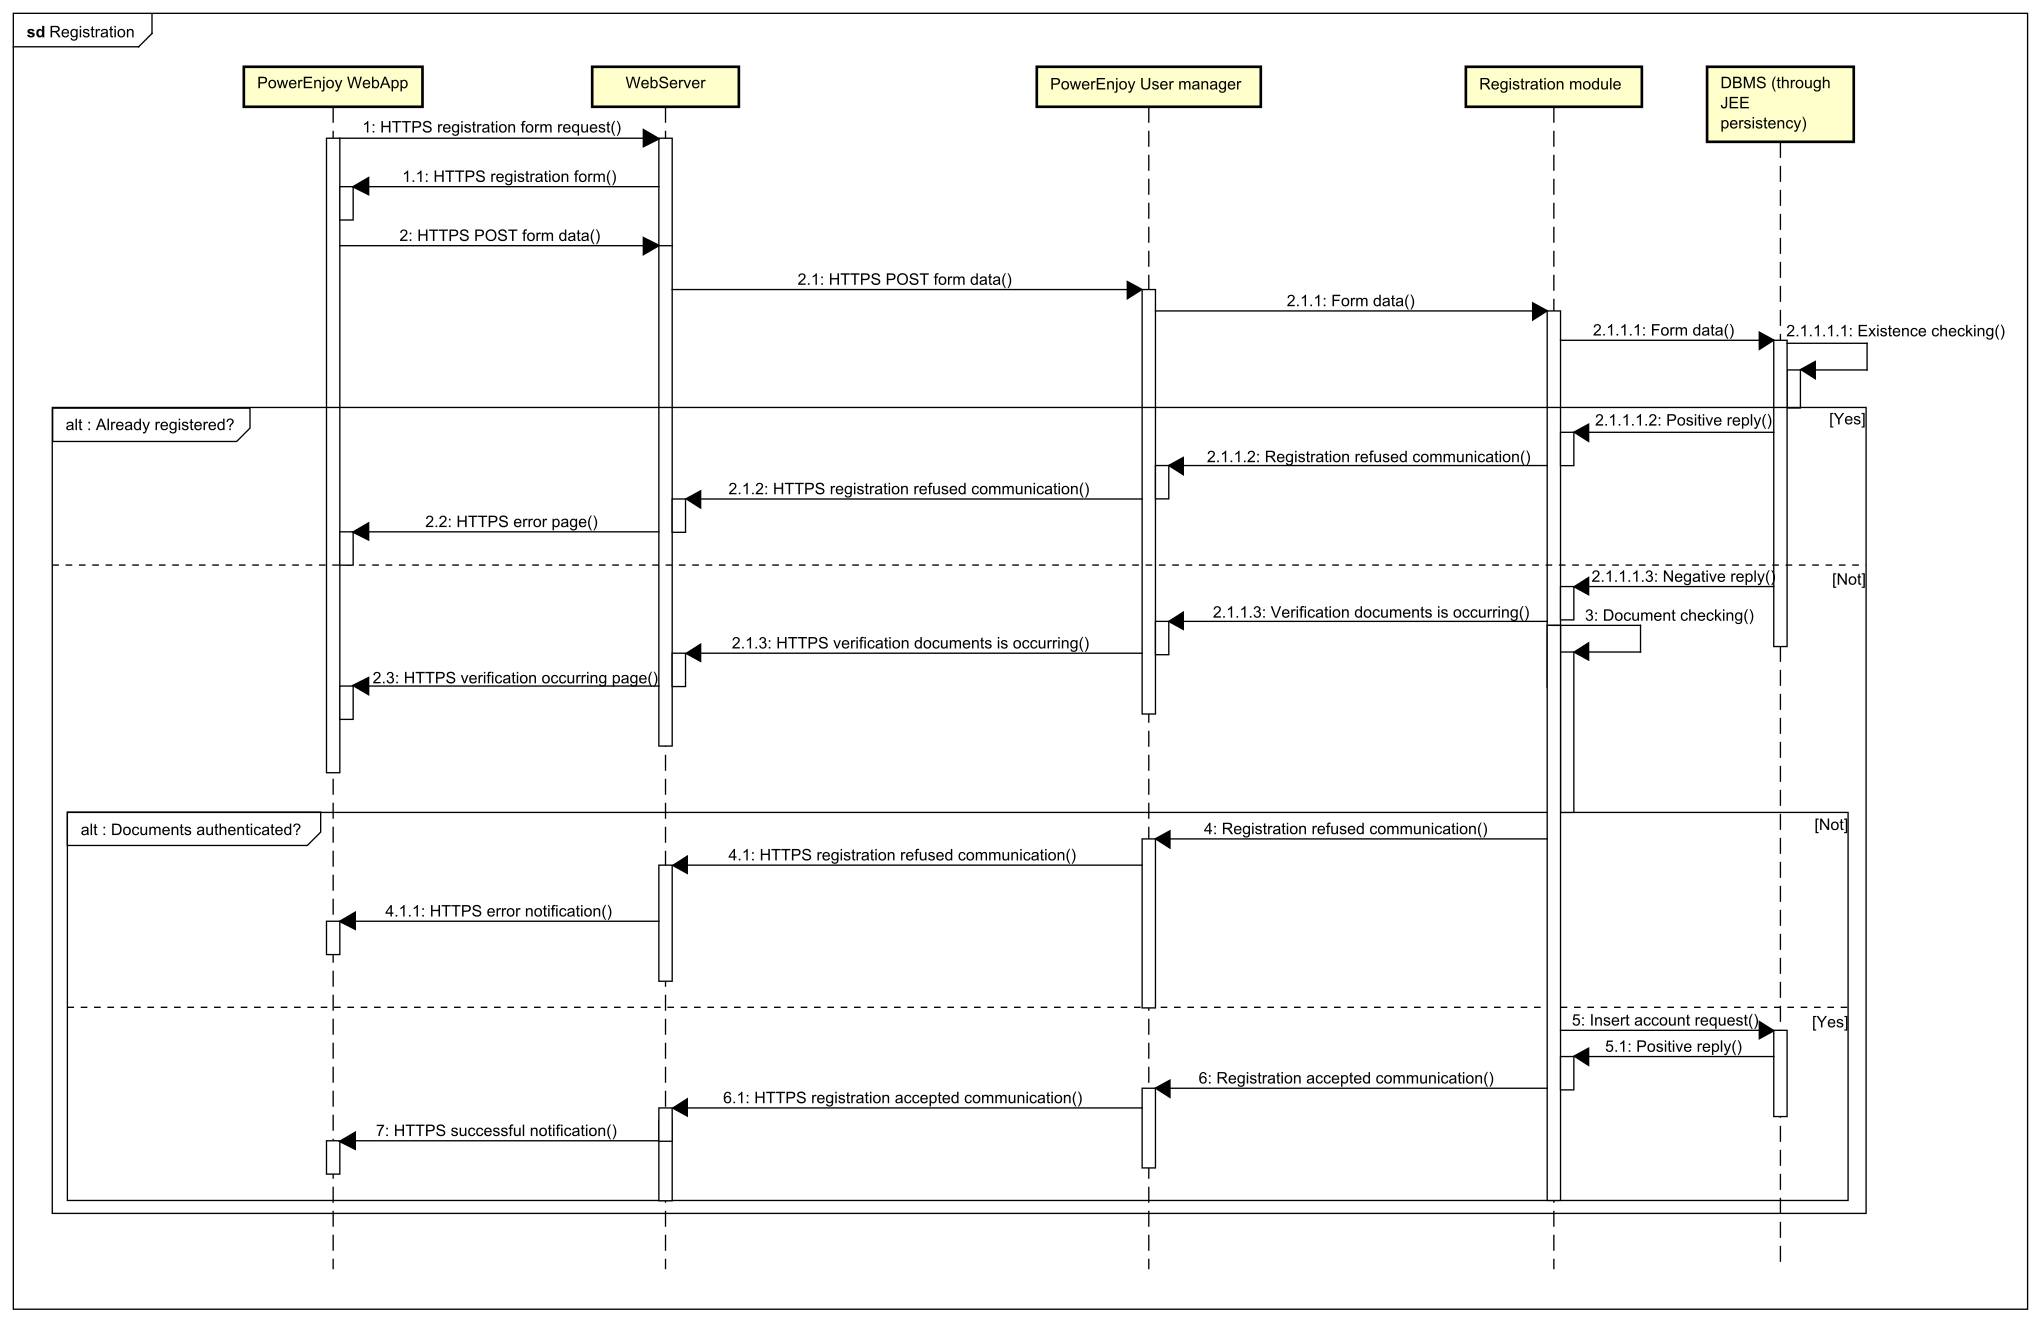 sd Registration
PowerEnjoy WebApp
WebServer
PowerEnjoy User manager
Registration module
DBMS (through
JEE
persistency)
1: HTTPS registration form request()
1.1: HTTPS registration form()
2: HTTPS POST form data()
2.1: HTTPS POST form data()
2.1.1: Form data()
2.1.1.1: Form data()
2.1.1.1.1: Existence checking()
alt : Already registered?
[Yes]
2.1.1.1.2: Positive reply()
2.1.1.2: Registration refused communication()
2.1.2: HTTPS registration refused communication()
2.2: HTTPS error page()
2.1.1.1.3: Negative reply()
[Not]
2.1.1.3: Verification documents is occurring()
3: Document checking()
2.1.3: HTTPS verification documents is occurring()
2.3: HTTPS verification occurring page()
alt : Documents authenticated?
[Not]
4: Registration refused communication()
4.1: HTTPS registration refused communication()
4.1.1: HTTPS error notification()
5: Insert account request()
[Yes]
5.1: Positive reply()
6: Registration accepted communication()
6.1: HTTPS registration accepted communication()
7: HTTPS successful notification()